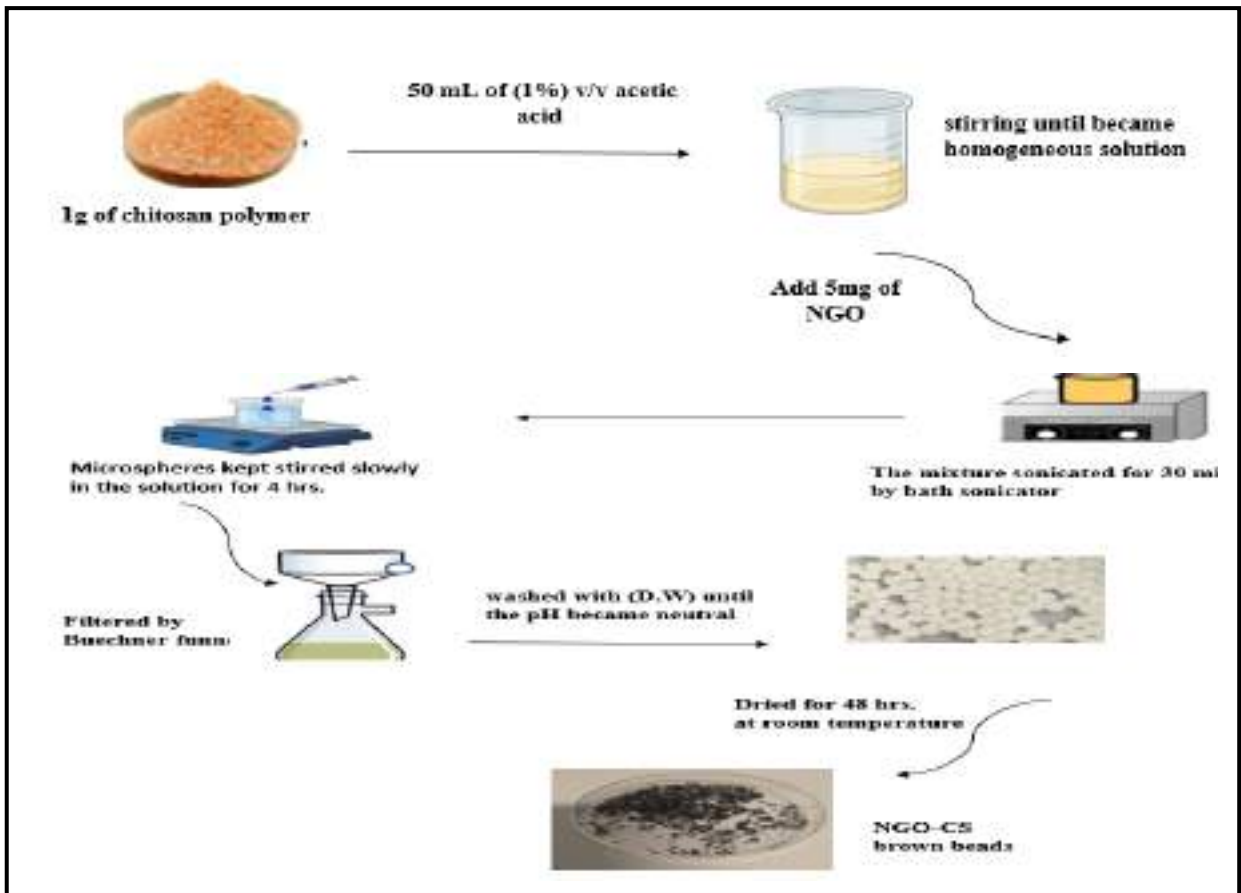 50 mL of (1%) v/v acetic
acid
1g of chitosan polymer
stirring until became
homogeneous solution
Add 5mg of
NGO
The mixture sonicated for 30 mi
by bath sonicator
Microspheres kept stirred slowly
in the solution for 4 hrs.
Filtered by
Buechner funn
washed with (D.W) until
the pH became neutral
Dried for 48 hrs.
at room temperature
NGO-CS
brown beads